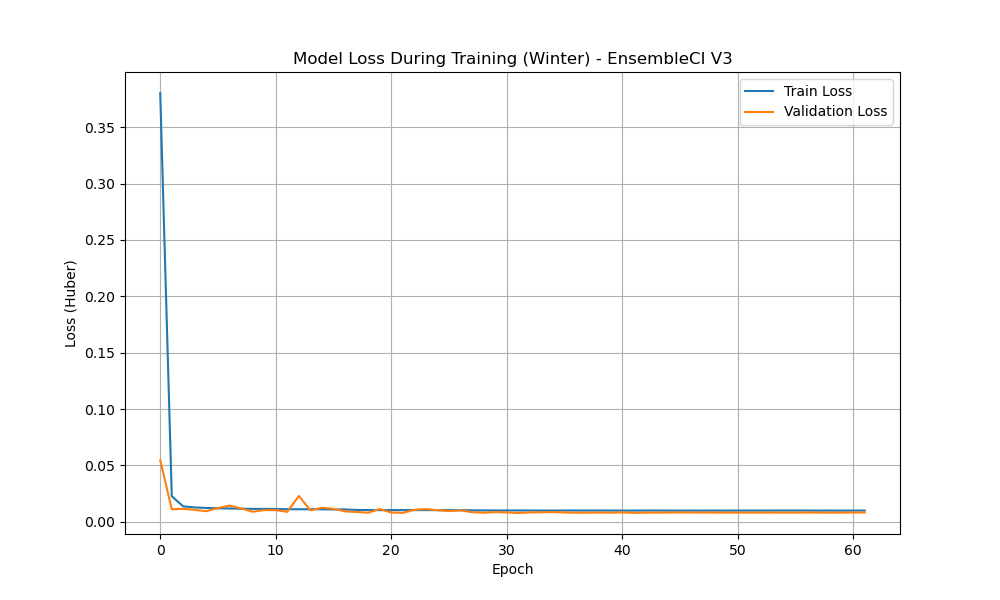 Model Loss During Training (Winter) - EnsembleCI V3
Train Loss
Validation Loss
Loss (Huber)
0.35
0.30
0.25
0.20
0.15
0.10
0.05
0.00
0 10 20 30 40 50 60
Epoch